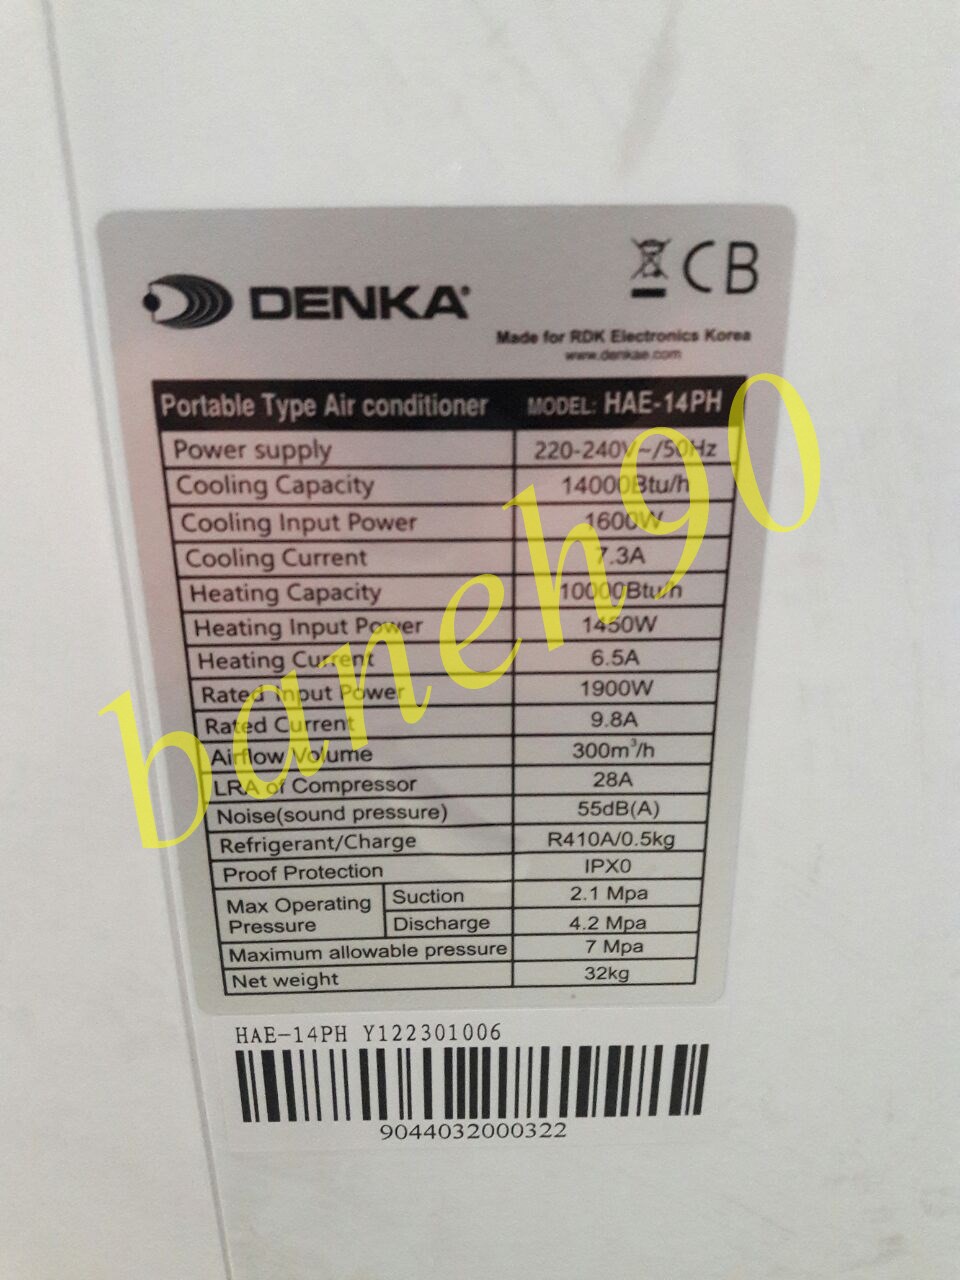 CB
DENKA
Made for RDK Electronics Korea
www.denkae.com
Portable Type Air conditioner MODEL: HAE-14PH
Power supply 220-240V~/50Hz
Cooling Capacity 14000Btu/h
Cooling Input Power 1600W
Cooling Current 7.3A
Heating Capacity 10000Btu/h
Heating Input Power 1450W
Heating Current 6.5A
Rated Input Power 1900W
Rated Current 9.8A
Airflow Volume 300m³/h
LRA of Compressor 28A
Noise(sound pressure) 55dB(A)
Refrigerant/Charge R410A/0.5kg
Proof Protection IPX0
Max Operating Pressure Suction 2.1 Mpa
Discharge 4.2 Mpa
Maximum allowable pressure 7 Mpa
Net weight 32kg
HAE-14PH Y122301006
9044032000322
baneh90